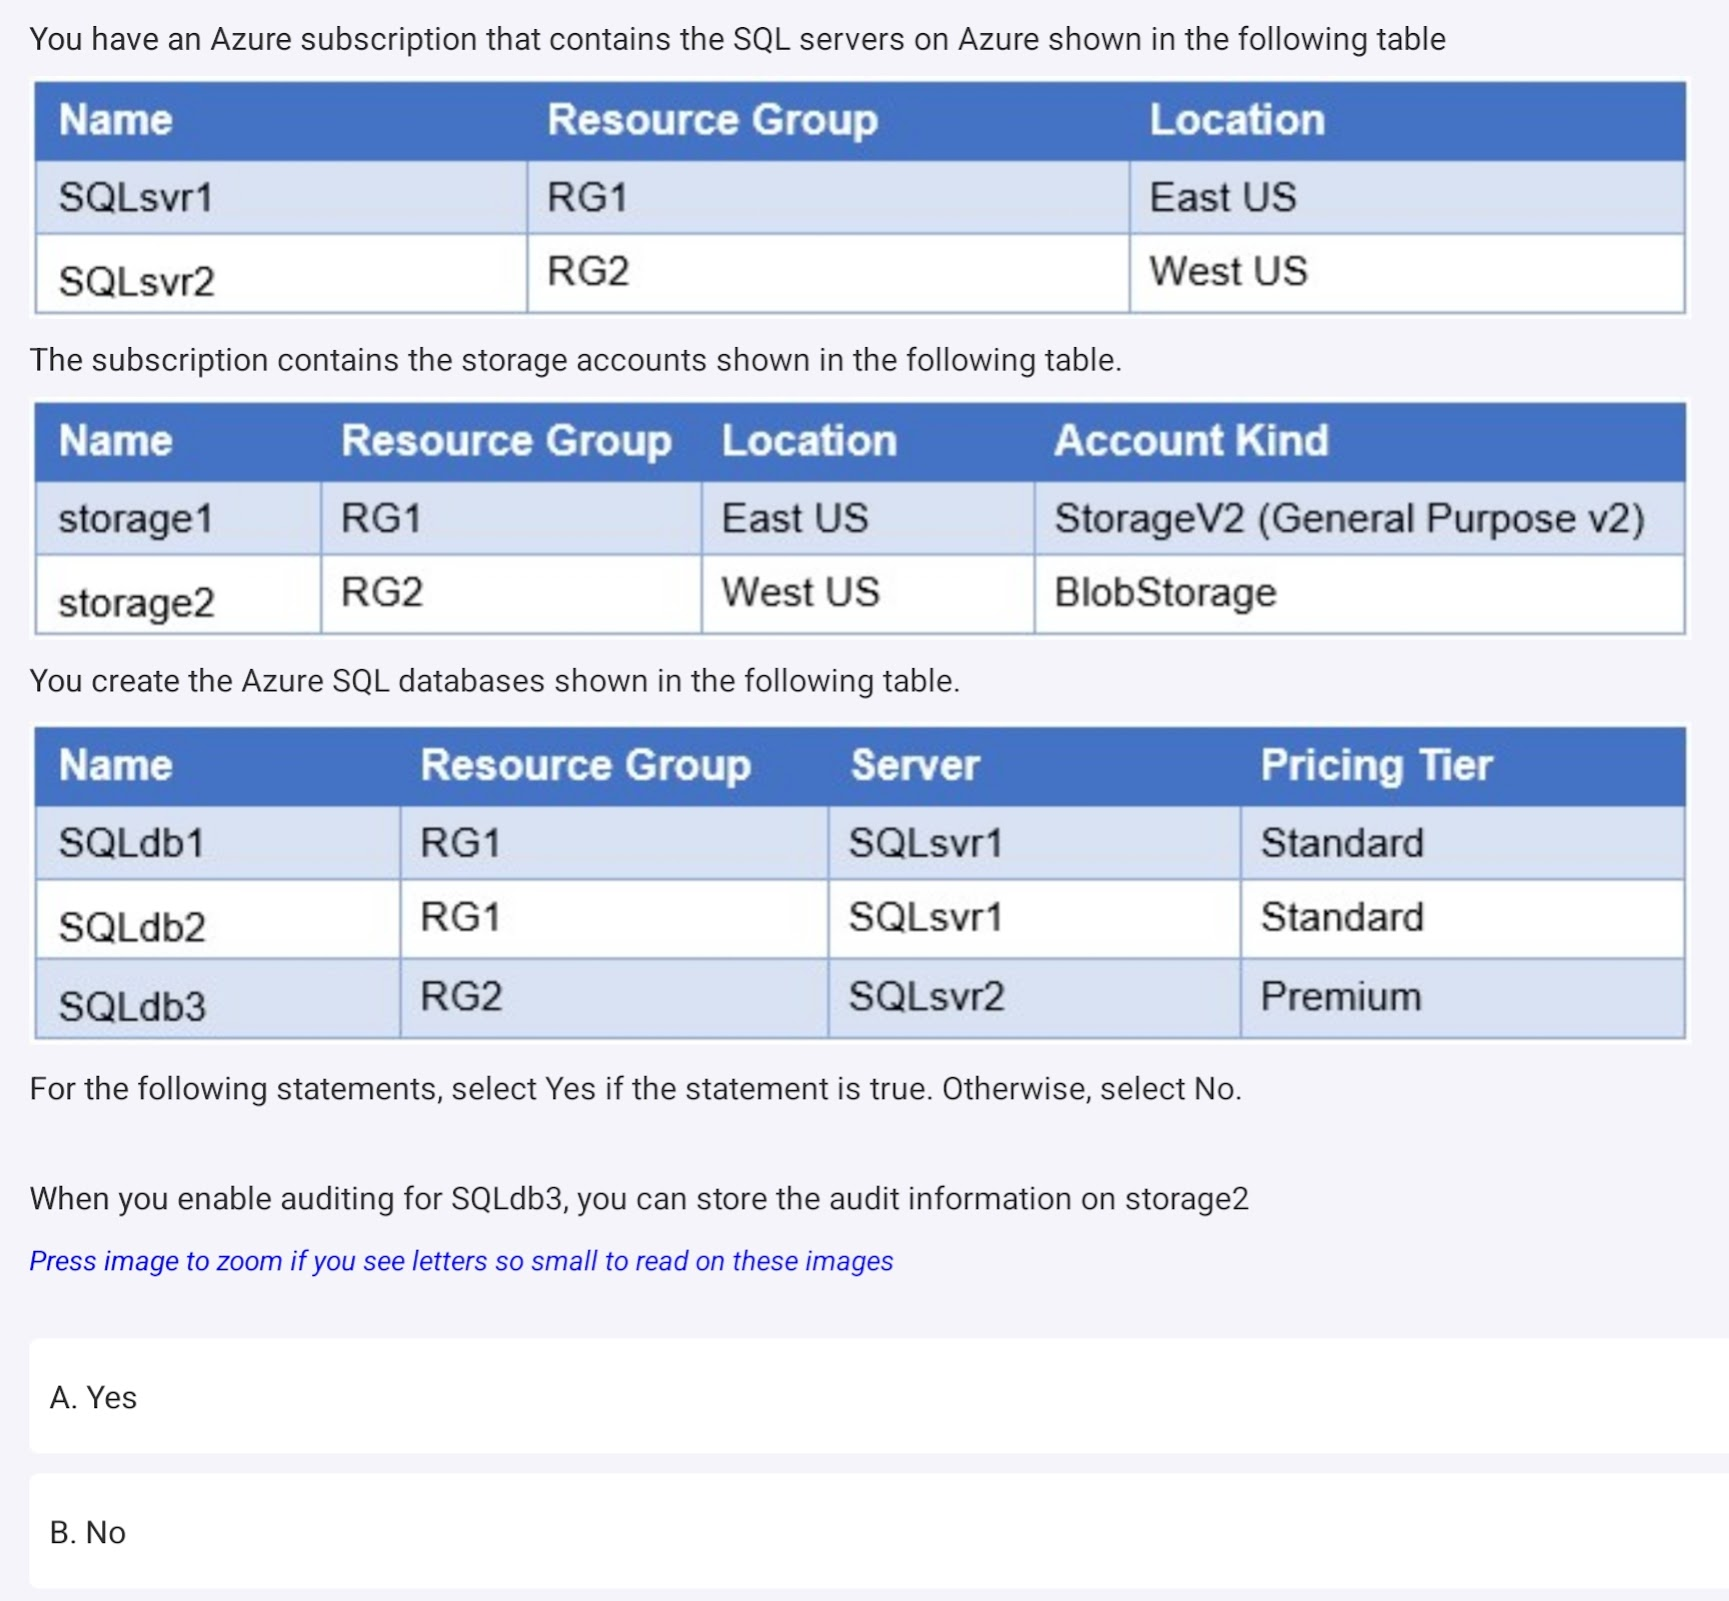 You have an Azure subscription that contains the SQL servers on Azure shown in the following table
Name Resource Group Location
SQLsvr1 RG1 East US
SQLsvr2 RG2 West US
The subscription contains the storage accounts shown in the following table.
Name Resource Group Location Account Kind
storage1 RG1 East US StorageV2 (General Purpose v2)
storage2 RG2 West US BlobStorage
You create the Azure SQL databases shown in the following table.
Name Resource Group Server Pricing Tier
SQLdb1 RG1 SQLsvr1 Standard
SQLdb2 RG1 SQLsvr1 Standard
SQLdb3 RG2 SQLsvr2 Premium
For the following statements, select Yes if the statement is true. Otherwise, select No.
When you enable auditing for SQLdb3, you can store the audit information on storage2
Press image to zoom if you see letters so small to read on these images
A. Yes
B. No